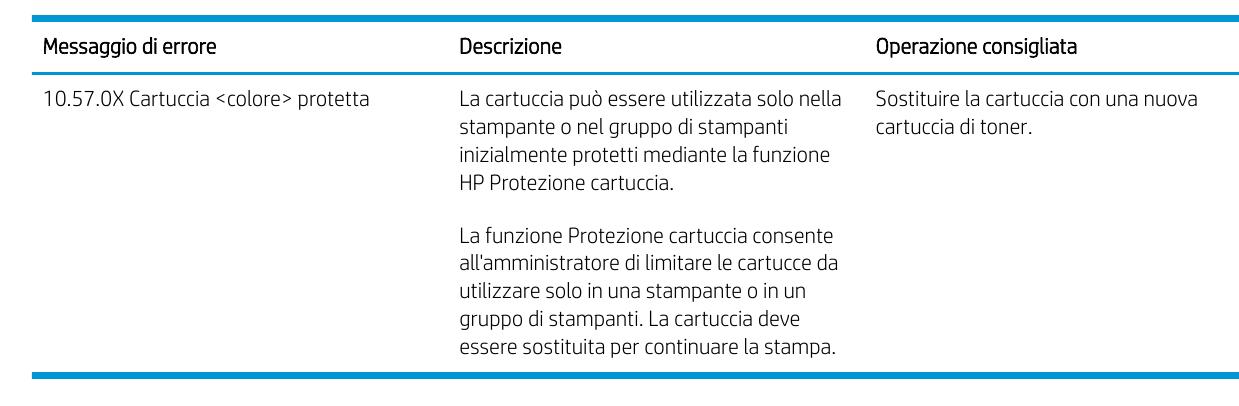 Messaggio di errore
Descrizione
Operazione consigliata
10.57.0X Cartuccia <colore> protetta
La cartuccia può essere utilizzata solo nella
stampante o nel gruppo di stampanti
inizialmente protetti mediante la funzione
HP Protezione cartuccia.
La funzione Protezione cartuccia consente
all'amministratore di limitare le cartucce da
utilizzare solo in una stampante o in un
gruppo di stampanti. La cartuccia deve
essere sostituita per continuare la stampa.
Sostituire la cartuccia con una nuova
cartuccia di toner.